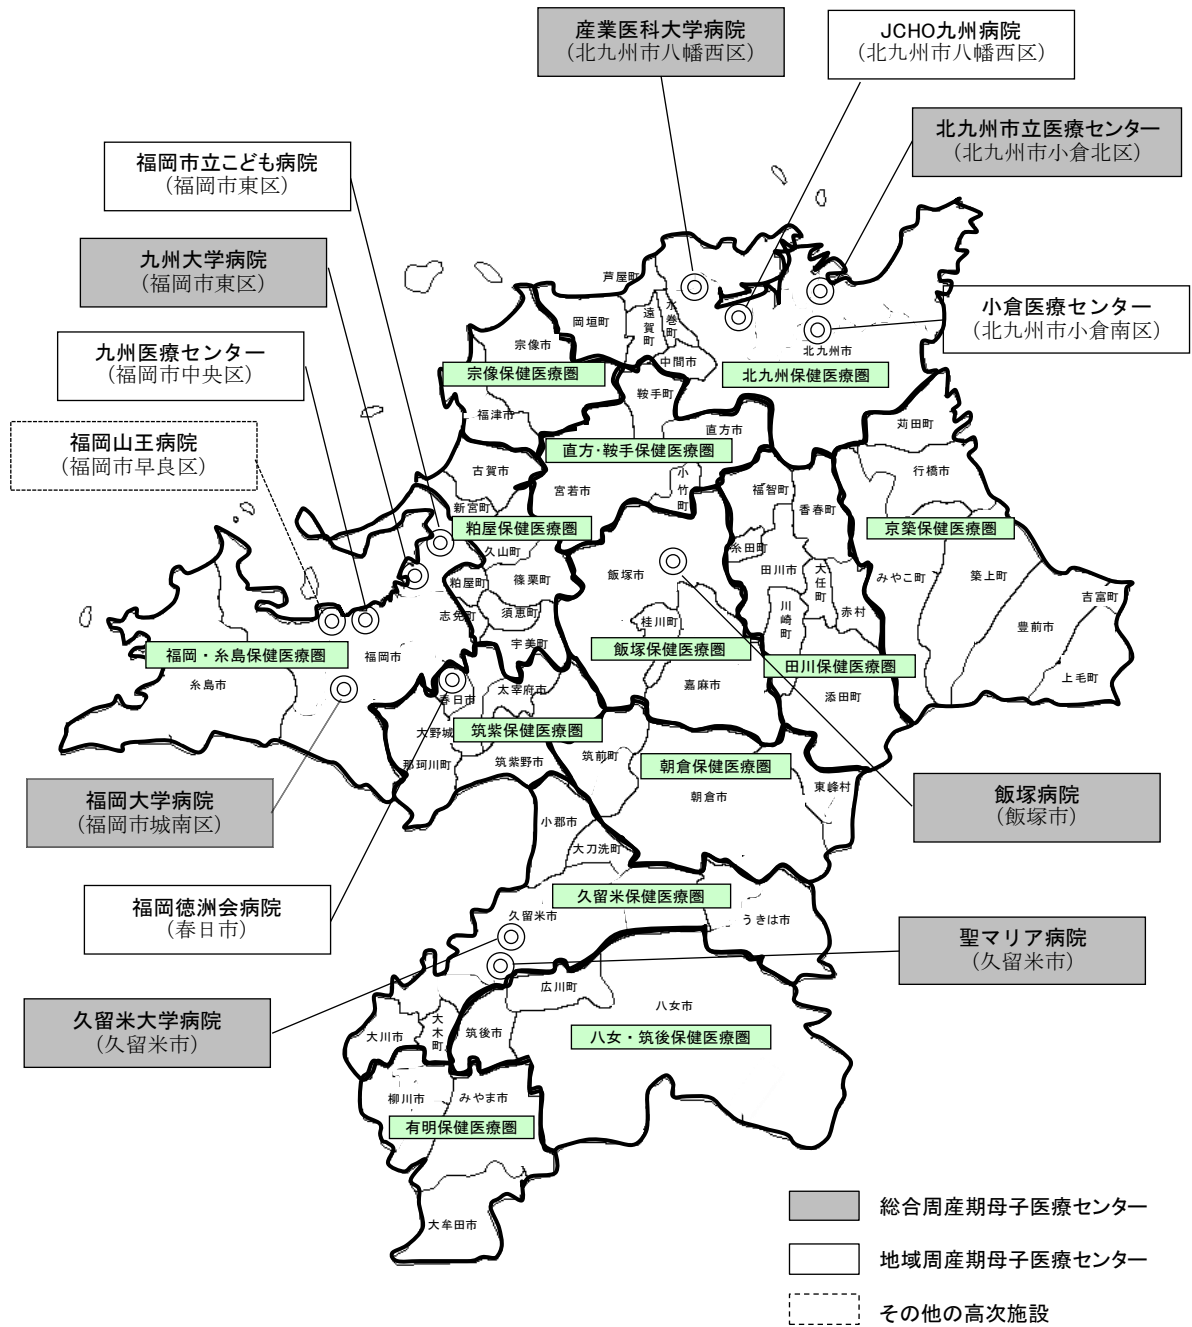 産業医科大学病院
（北九州市八幡西区）
JCHO九州病院
（北九州市八幡西区）
北九州市立医療センター
（北九州市小倉北区）
福岡市立こども病院
（福岡市東区）
九州大学病院
（福岡市東区）
小倉医療センター
（北九州市小倉南区）
九州医療センター
（福岡市中央区）
福岡山王病院
（福岡市早良区）
芦屋町
岡垣町
遠賀町
水巻町
中間市
北九州市
北九州保健医療圏
宗像市
宗像保健医療圏
福津市
鞍手町
直方市
直方・鞍手保健医療圏
宮若市
小竹町
苅田町
行橋市
京築保健医療圏
みやこ町
築上町
吉富町
豊前市
上毛町
古賀市
新宮町
粕屋保健医療圏
久山町
粕屋町
篠栗町
志免町
須恵町
宇美町
福智町
香春町
糸田町
田川市
大任町
川崎町
赤村
田川保健医療圏
添田町
飯塚市
桂川町
飯塚保健医療圏
嘉麻市
福岡・糸島保健医療圏
福岡市
糸島市
春日市
太宰府市
大野城
筑紫保健医療圏
那珂川町
筑紫野市
筑前町
朝倉保健医療圏
朝倉市
東峰村
福岡大学病院
（福岡市城南区）
飯塚病院
（飯塚市）
小郡市
大刀洗町
久留米保健医療圏
久留米市
うきは市
福岡徳洲会病院
（春日市）
聖マリア病院
（久留米市）
久留米大学病院
（久留米市）
広川町
八女市
八女・筑後保健医療圏
大川市
大木町
筑後市
柳川市
みやま市
有明保健医療圏
大牟田市
総合周産期母子医療センター
地域周産期母子医療センター
その他の高次施設